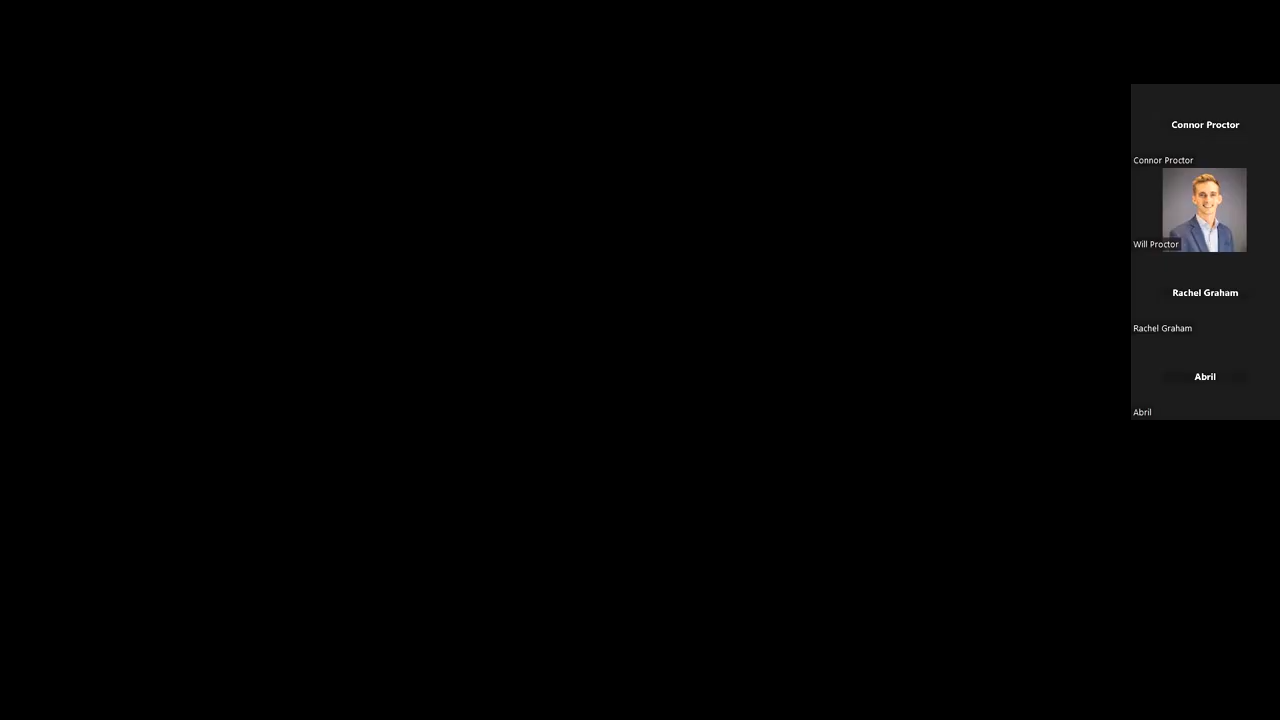 Connor Proctor
Connor Proctor
Will Proctor
Rachel Graham
Rachel Graham
Abril
Abril